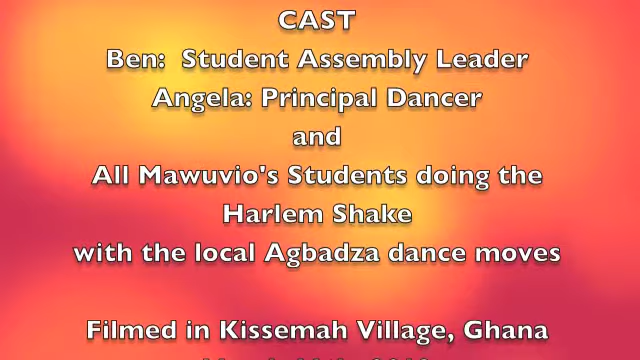 CAST
Ben:  Student Assembly Leader
Angela: Principal Dancer
and
All Mawuvio's Students doing the
Harlem Shake
with the local Agbadza dance moves
Filmed in Kissemah Village, Ghana